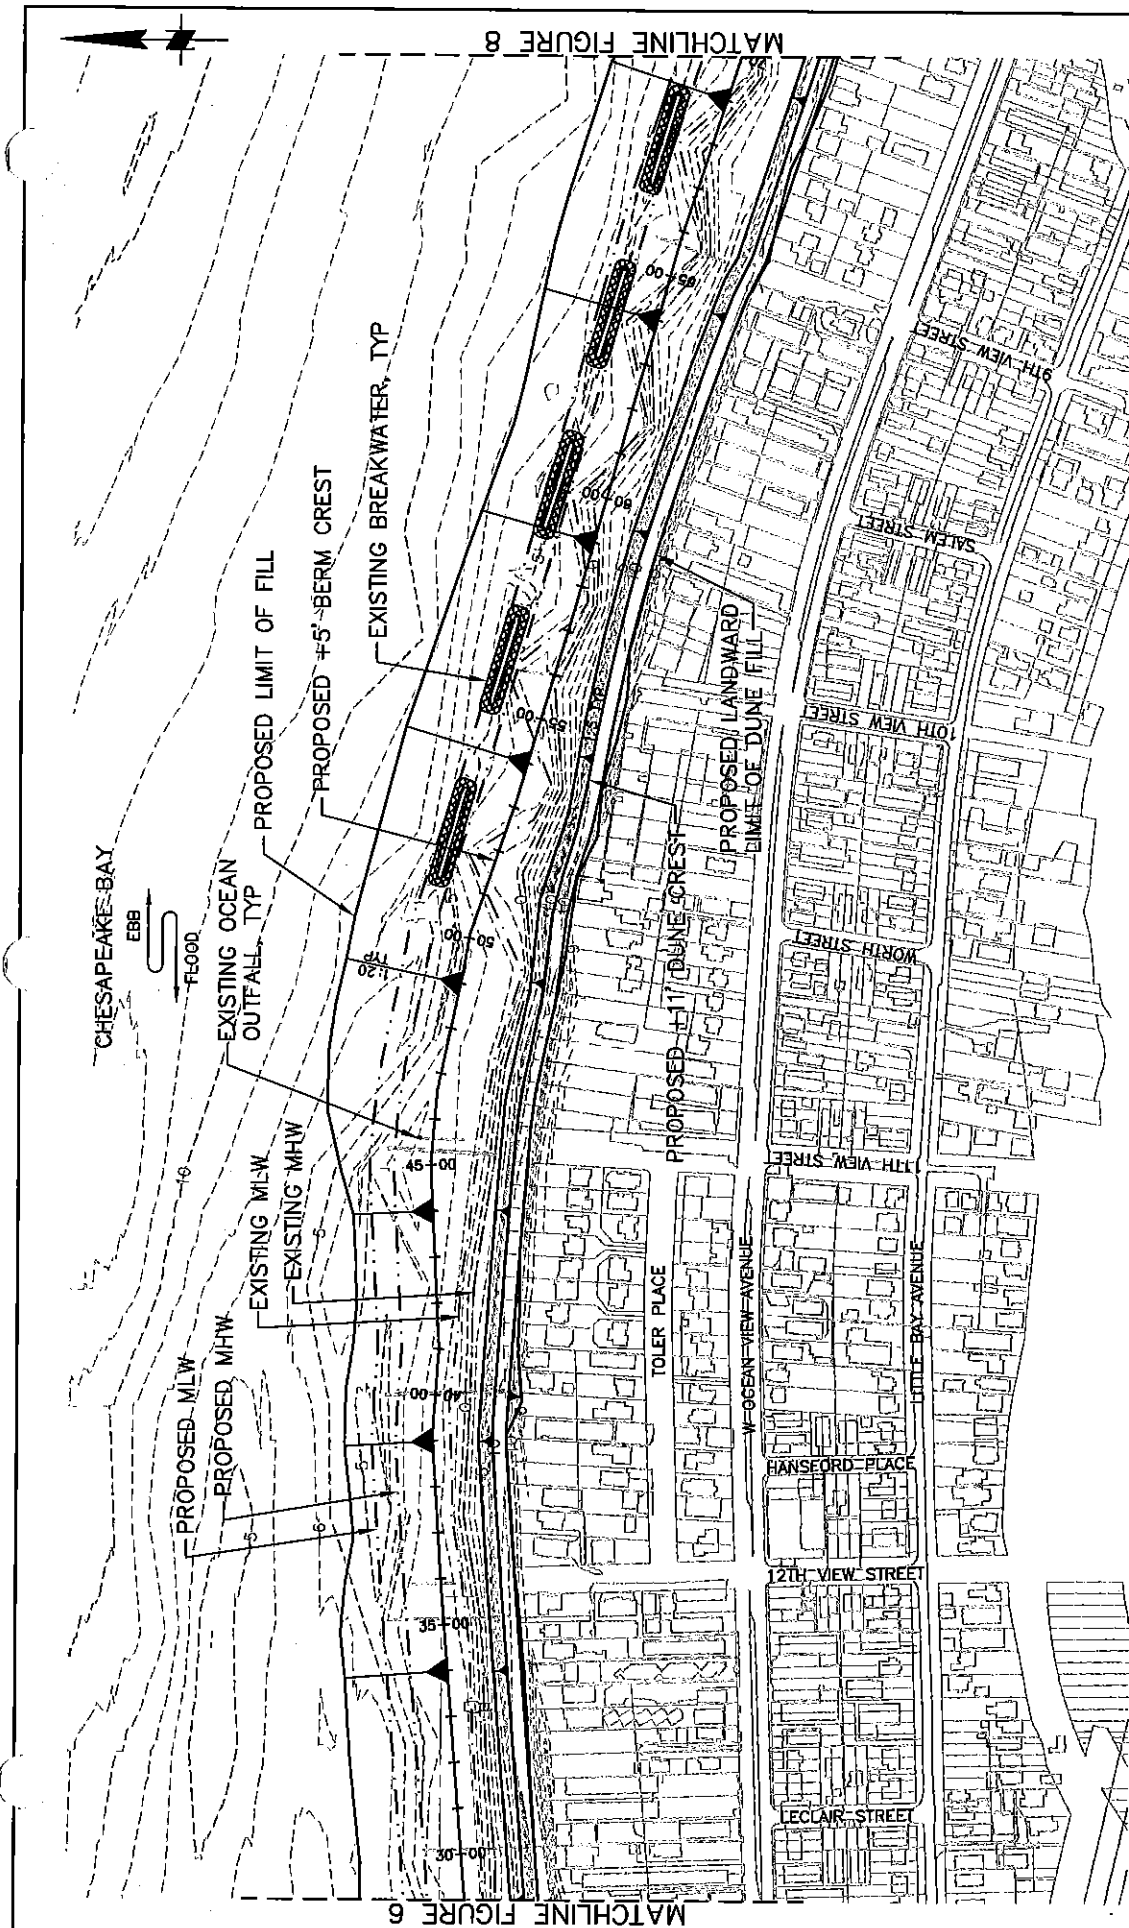 MATCHLINE FIGURE 8
MATCHLINE FIGURE 6
CHESAPEAKE BAY
EBB
FLOOD
PROPOSED MLW
PROPOSED MHW
EXISTING MLW
EXISTING MHW
EXISTING OCEAN
OUTFALL, TYP
PROPOSED LIMIT OF FILL
PROPOSED +5' BERM CREST
EXISTING BREAKWATER, TYP
1:20
TYP
30+00
35+00
40+00
45+00
50+00
55+00
60+00
65+00
PROPOSED +11' DUNE CREST
PROPOSED LANDWARD
LIMIT OF DUNE FILL
TOLER PLACE
W OCEAN VIEW AVENUE
LITTLE BAY AVENUE
LECLAIR STREET
12TH VIEW STREET
HANSFORD PLACE
11TH VIEW STREET
WORTH STREET
10TH VIEW STREET
SALEM STREET
9TH VIEW STREET